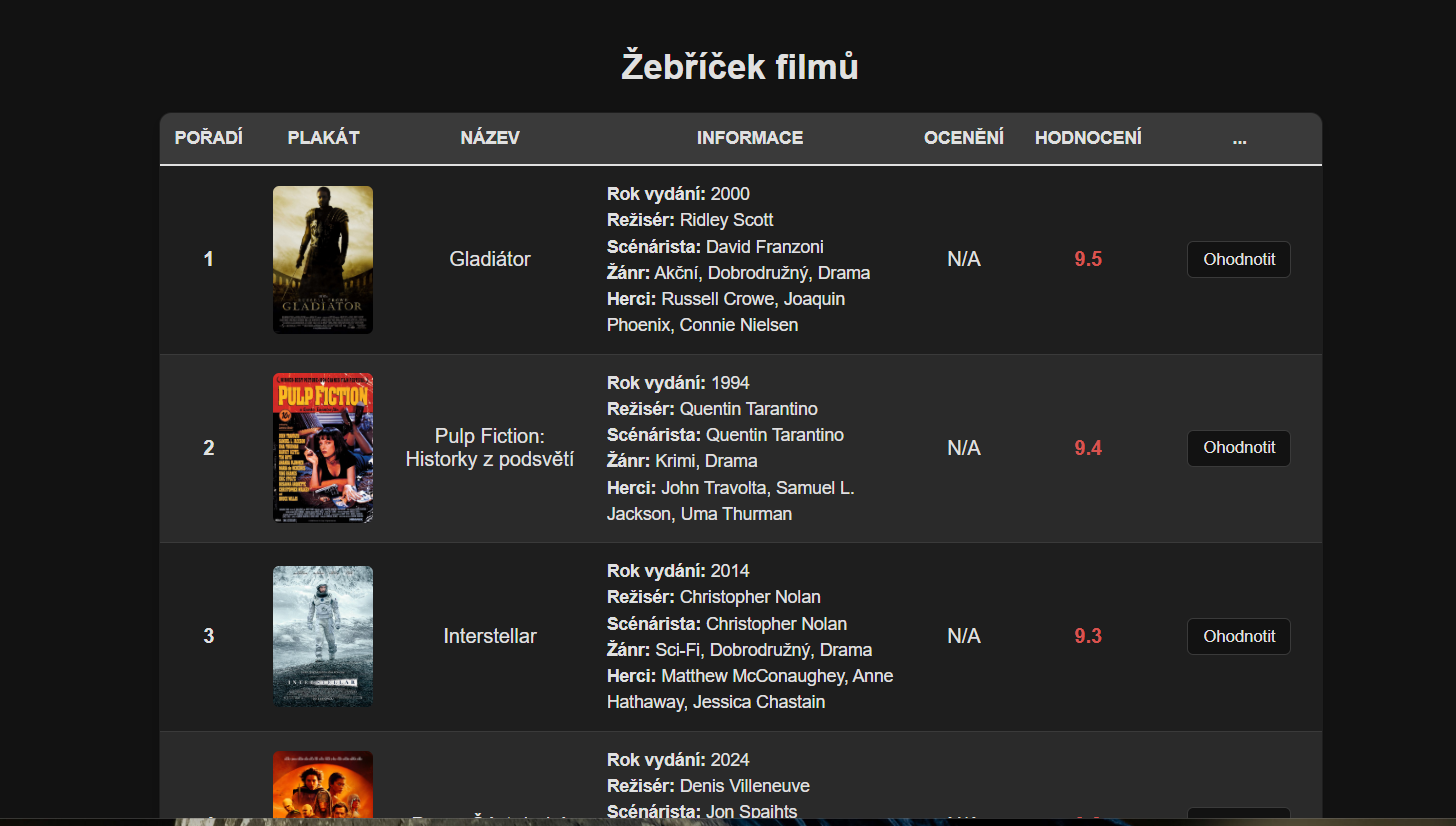 Žebříček filmů
POŘADÍ PLAKÁT NÁZEV INFORMACE OCENĚNÍ HODNOCENÍ ...
1
GLADIATOR
Gladiátor
Rok vydání: 2000
Režisér: Ridley Scott
Scénárista: David Franzoni
Žánr: Akční, Dobrodružný, Drama
Herci: Russell Crowe, Joaquin
Phoenix, Connie Nielsen
N/A
9.5
Ohodnotit
2
PULP FICTION
Pulp Fiction:
Historky z podsvětí
Rok vydání: 1994
Režisér: Quentin Tarantino
Scénárista: Quentin Tarantino
Žánr: Krimi, Drama
Herci: John Travolta, Samuel L.
Jackson, Uma Thurman
N/A
9.4
Ohodnotit
3
INTERSTELLAR
Interstellar
Rok vydání: 2014
Režisér: Christopher Nolan
Scénárista: Christopher Nolan
Žánr: Sci-Fi, Dobrodružný, Drama
Herci: Matthew McConaughey, Anne
Hathaway, Jessica Chastain
N/A
9.3
Ohodnotit
Rok vydání: 2024
Režisér: Denis Villeneuve
Scénárista: Jon Spaihts